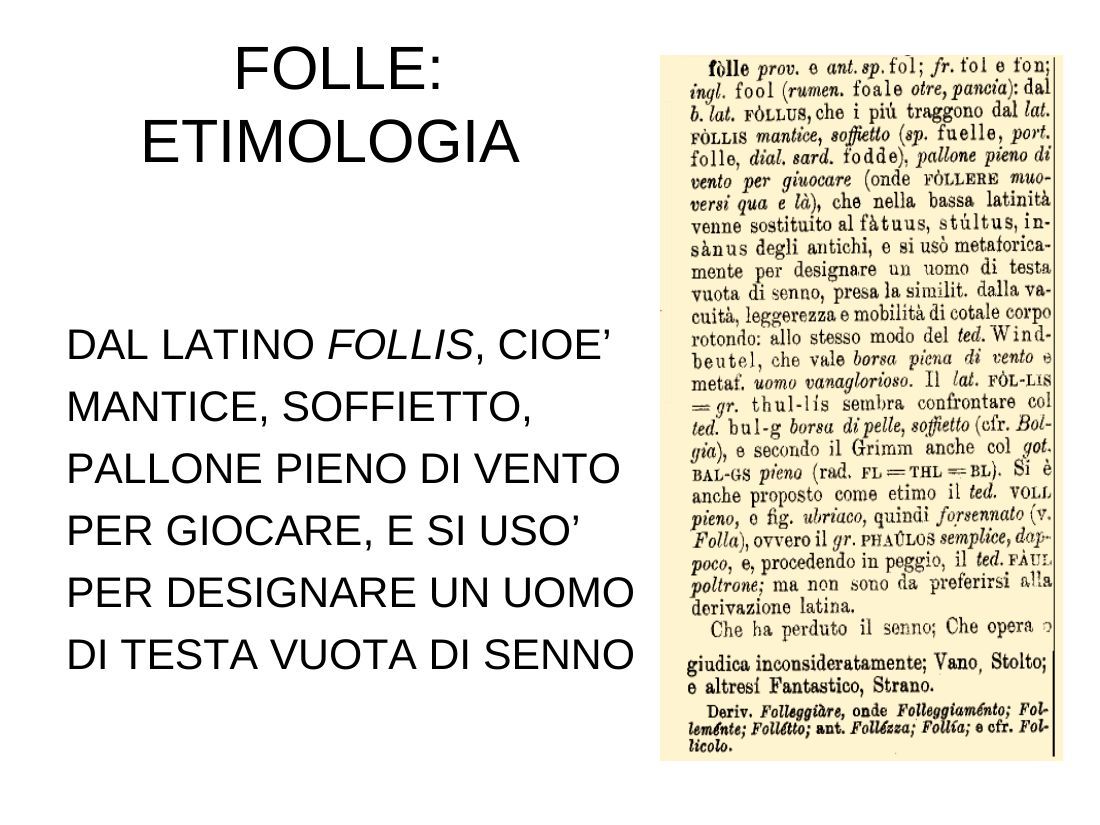 FOLLE:
ETIMOLOGIA
DAL LATINO FOLLIS, CIOE’
MANTICE, SOFFIETTO,
PALLONE PIENO DI VENTO
PER GIOCARE, E SI USO’
PER DESIGNARE UN UOMO
DI TESTA VUOTA DI SENNO
fòlle prov. e ant. sp. fol; fr. fol e fou;
ingl. fool (rumen. foale otre, pancia): dal
b. lat. FÒLLUS, che i più traggono dal lat.
FÒLLIS mantice, soffietto (sp. fuelle, port.
folle, dial. sard. fodde), pallone pieno di
vento per giuocare (onde FÒLLERE muo-
versi qua e là), che nella bassa latinità
venne sostituito al fàtuus, stúltus, in-
sànus degli antichi, e si usò metaforica-
mente per designare un uomo di testa
vuota di senno, presa la similit. dalla va-
cuità, leggerezza e mobilità di cotale corpo
rotondo: allo stesso modo del ted. Wind-
beutel, che vale borsa piena di vento e
metaf. uomo vanaglorioso. Il lat. FÒL-LIS
= gr. thul-lís sembra confrontare col
ted. bul-g borsa di pelle, soffietto (cfr. Bol-
gia), e secondo il Grimm anche col got.
BAL-GS pieno (rad. FL = THL = BL). Si è
anche proposto come etimo il ted. VOLL
pieno, e fig. ubriaco, quindi forsennato (v.
Folla), ovvero il gr. PHAÛLOS semplice, dap-
poco, e, procedendo in peggio, il ted. FÀUL
poltrone; ma non sono da preferirsi alla
derivazione latina.
Che ha perduto il senno; Che opera o
giudica inconsideratamente; Vano, Stolto;
e altresí Fantastico, Strano.
Deriv. Folleggiàre, onde Folleggiaménto; Fol-
leménte; Follétto; ant. Follézza; Follía; e cfr. Fol-
licolo.